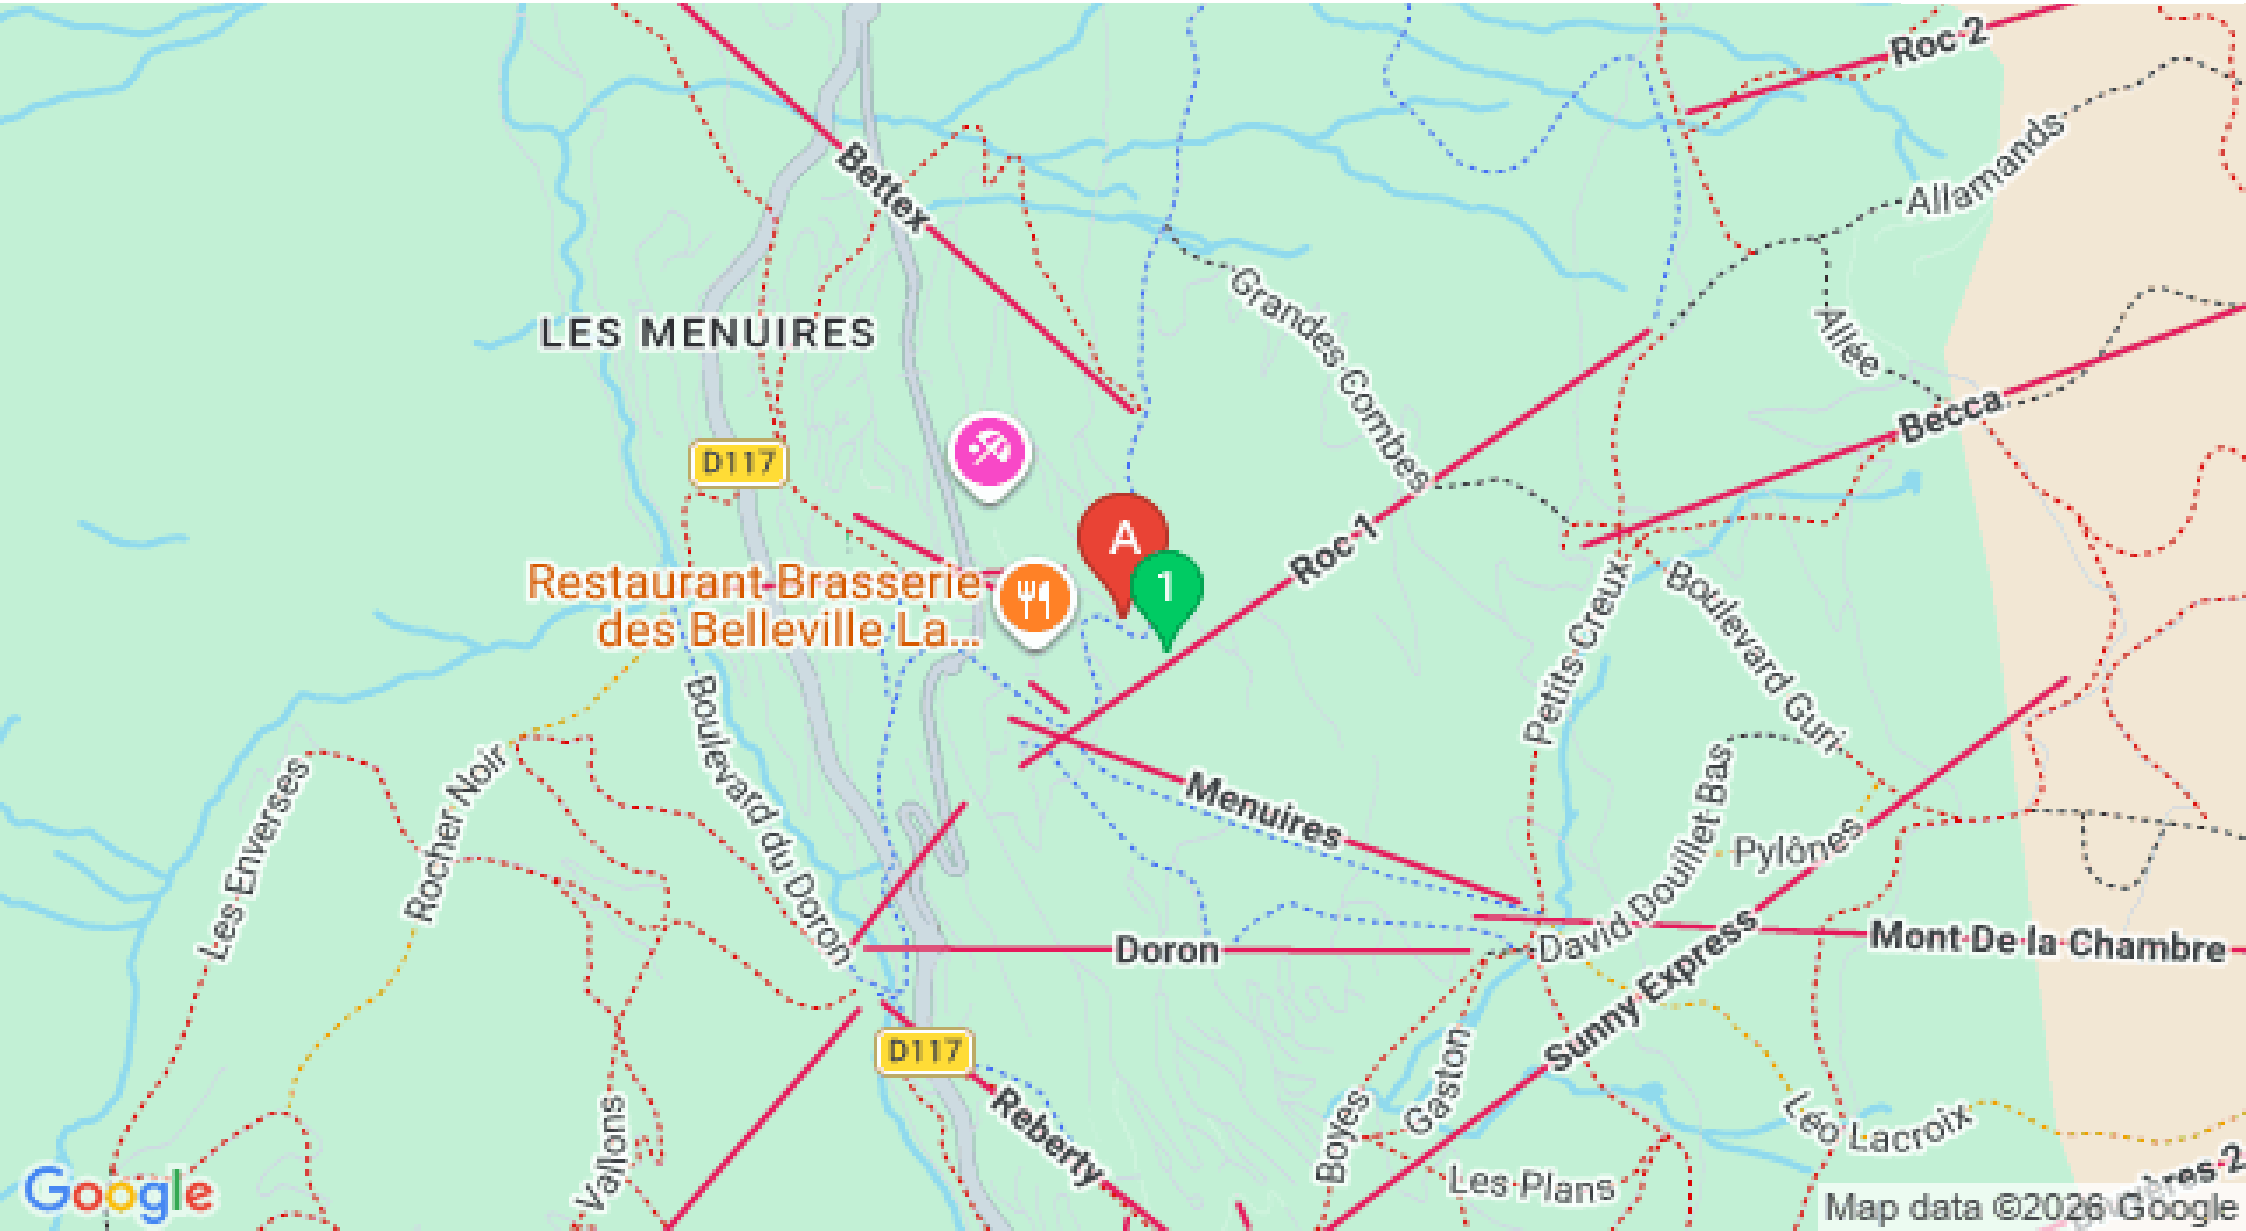 Roc 2
Allamands
Bettex
Grandes Combes
Allée
LES MENUIRES
Becca
D117
A
Roc 1
1
Restaurant Brasserie
des Belleville La...
Petits Creux
Boulevard Guri
Boulevard du Doron
Les Enverses
Rocher Noir
Menuires
David Douillet Bas
Pylônes
Doron
Mont De la Chambre
Sunny Express
D117
Reberty
Vallons
Boyes
Gaston
Léo Lacroix
Les Plans
Google
Map data ©2026 Google